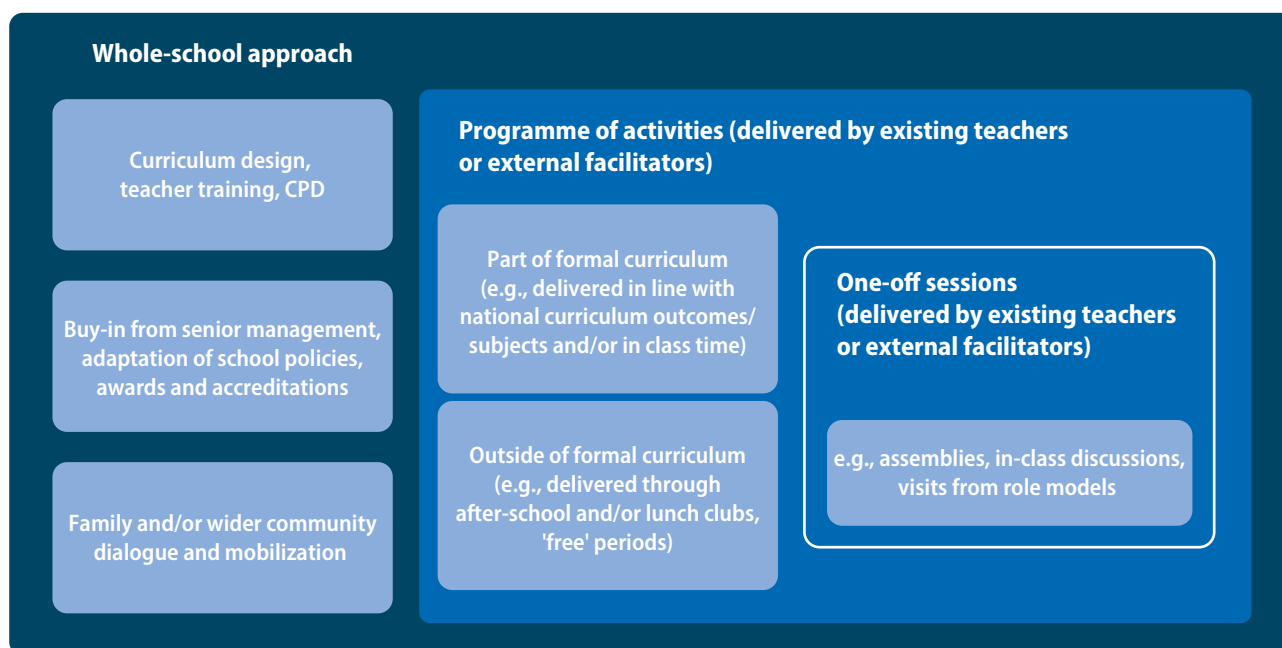 Whole-school approach
Curriculum design,
teacher training, CPD
Buy-in from senior management,
adaptation of school policies,
awards and accreditations
Family and/or wider community
dialogue and mobilization
Programme of activities (delivered by existing teachers
or external facilitators)
Part of formal curriculum
(e.g., delivered in line with
national curriculum outcomes/
subjects and/or in class time)
Outside of formal curriculum
(e.g., delivered through
after-school and/or lunch clubs,
'free' periods)
One-off sessions
(delivered by existing teachers
or external facilitators)
e.g., assemblies, in-class discussions,
visits from role models